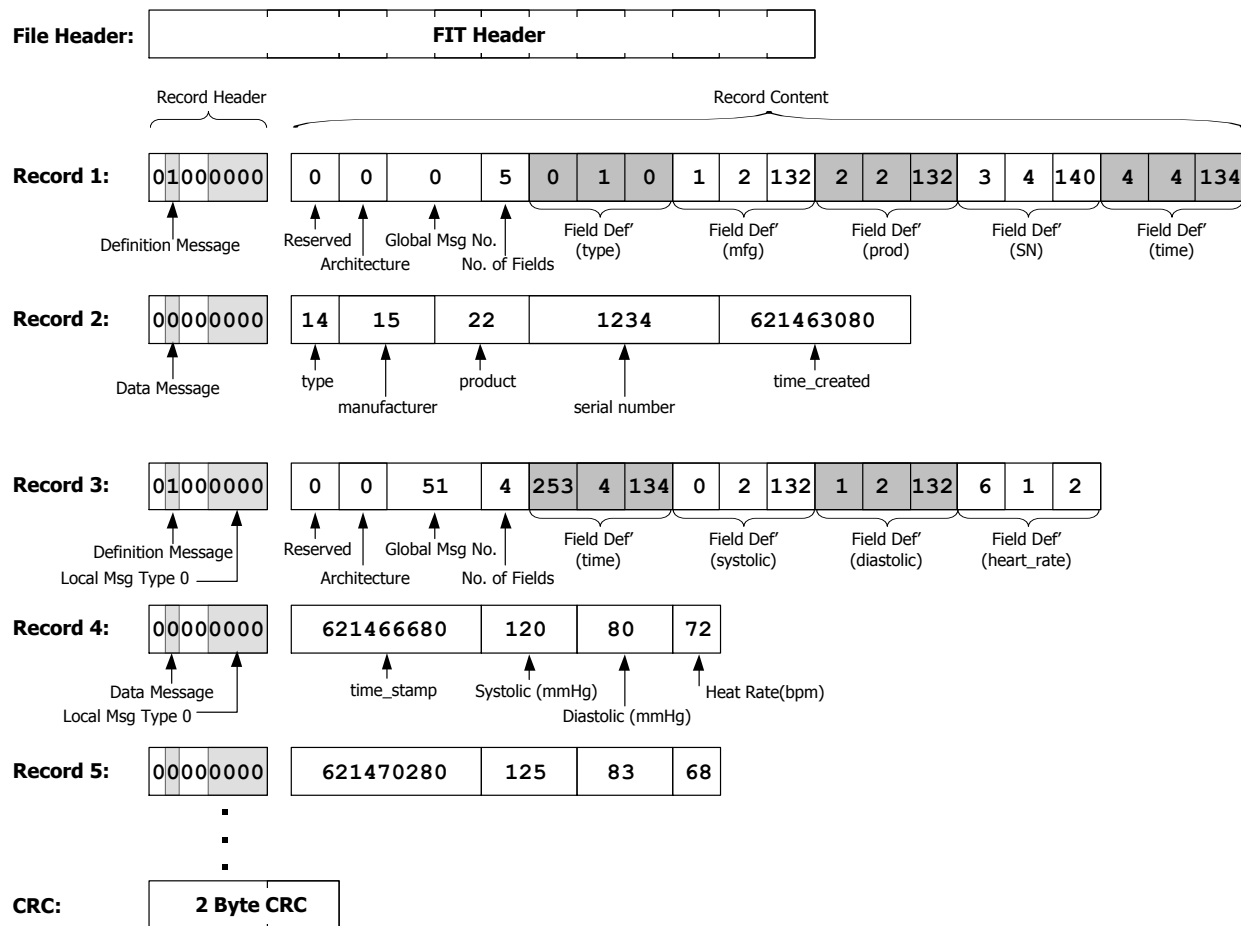 File Header: FIT Header
Record Header Record Content
Record 1: 01000000 0 0 0 5 0 1 0 1 2 132 2 2 132 3 4 140 4 4 134
Definition Message Reserved Global Msg No. Field Def' Field Def' Field Def' Field Def' Field Def'
Architecture No. of Fields (type) (mfg) (prod) (SN) (time)
Record 2: 00000000 14 15 22 1234 621463080
Data Message type product time_created
manufacturer serial number
Record 3: 01000000 0 0 51 4 253 4 134 0 2 132 1 2 132 6 1 2
Definition Message Reserved Global Msg No. Field Def' Field Def' Field Def' Field Def'
Local Msg Type 0 Architecture No. of Fields (time) (systolic) (diastolic) (heart_rate)
Record 4: 00000000 621466680 120 80 72
Data Message time_stamp Systolic (mmHg) Heat Rate(bpm)
Local Msg Type 0 Diastolic (mmHg)
Record 5: 00000000 621470280 125 83 68
CRC: 2 Byte CRC